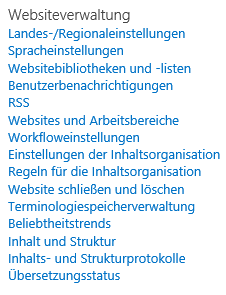 Websiteverwaltung
Landes-/Regionaleinstellungen
Spracheinstellungen
Websitebibliotheken und -listen
Benutzerbenachrichtigungen
RSS
Websites und Arbeitsbereiche
Workfloweinstellungen
Einstellungen der Inhaltsorganisation
Regeln für die Inhaltsorganisation
Website schließen und löschen
Terminologiespeicherverwaltung
Beliebtheitstrends
Inhalt und Struktur
Inhalts- und Strukturprotokolle
Übersetzungsstatus